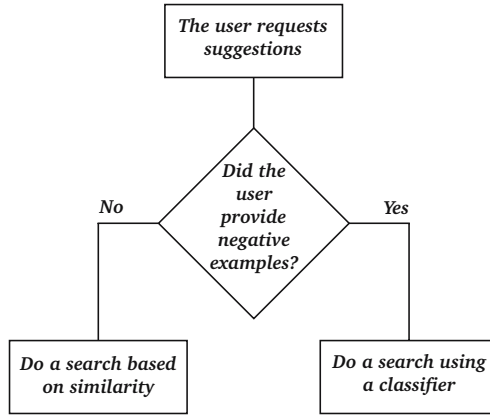 The user requests
suggestions
Did the
user
provide
negative
examples?
No
Yes
Do a search based
on similarity
Do a search using
a classifier